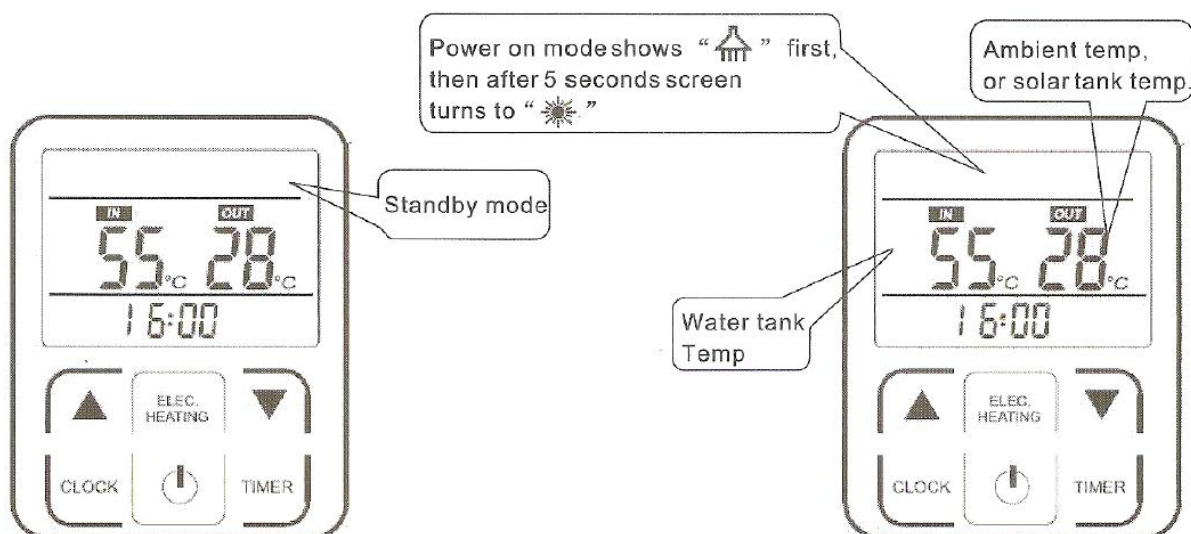 Power on mode shows “ ” first,
then after 5 seconds screen
turns to “ ”
Ambient temp,
or solar tank temp.
Standby mode
IN OUT
55°C 28°C
16:00
ELEC.
HEATING
CLOCK TIMER
Water tank
Temp
IN OUT
55°C 28°C
16:00
ELEC.
HEATING
CLOCK TIMER